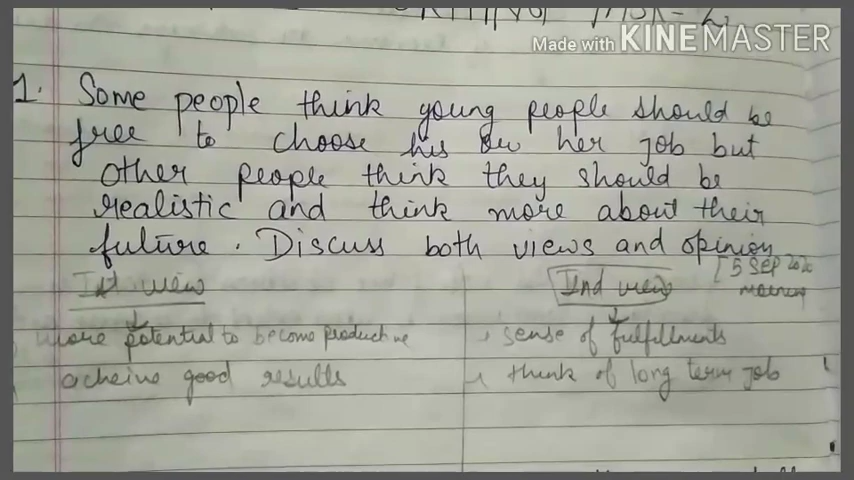 Made with KINEMASTER
1. Some people think young people should be
free to choose his or her job but
other people think they should be
realistic and think more about their
future. Discuss both views and opinion
[5 Sep 2020
Ist view
IInd view
more potential to become productive
sense of fulfillments
acheive good results
think of long term job